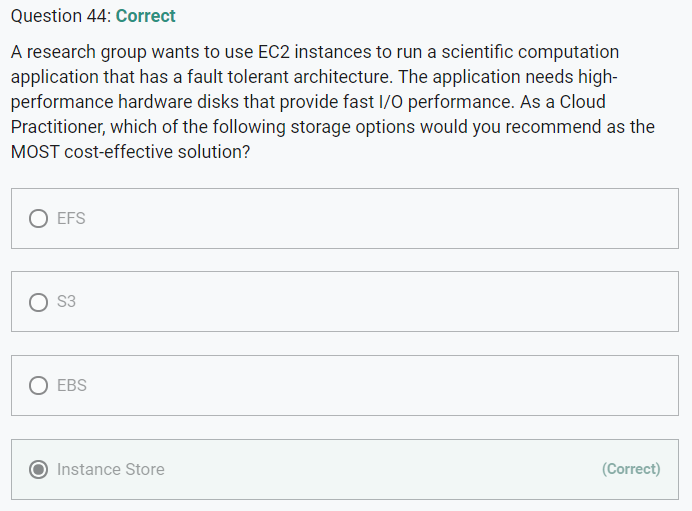 Question 44: Correct
A research group wants to use EC2 instances to run a scientific computation
application that has a fault tolerant architecture. The application needs high-
performance hardware disks that provide fast I/O performance. As a Cloud
Practitioner, which of the following storage options would you recommend as the
MOST cost-effective solution?
EFS
S3
EBS
Instance Store (Correct)